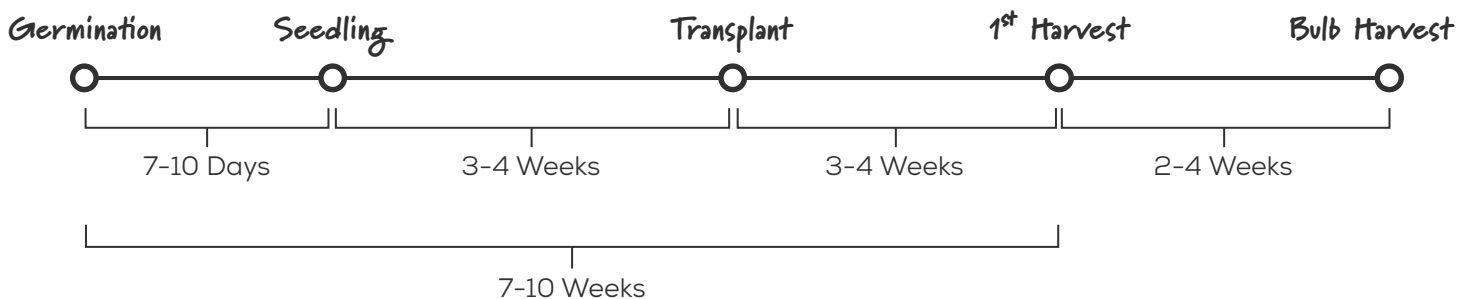 Germination Seedling Transplant 1st Harvest Bulb Harvest
7-10 Days 3-4 Weeks 3-4 Weeks 2-4 Weeks
7-10 Weeks